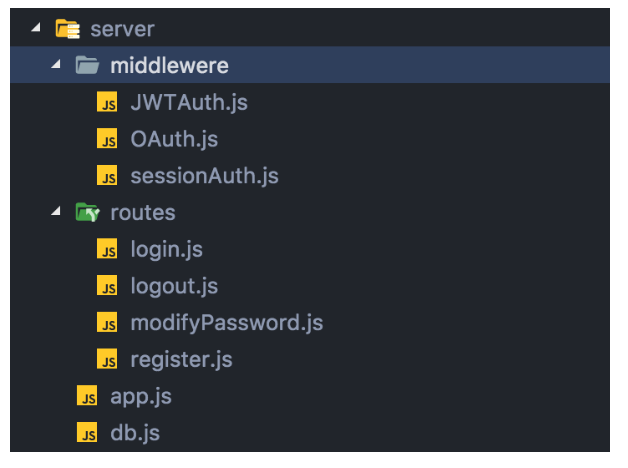 server
middlewere
JS JWTAuth.js
JS OAuth.js
JS sessionAuth.js
routes
JS login.js
JS logout.js
JS modifyPassword.js
JS register.js
JS app.js
JS db.js